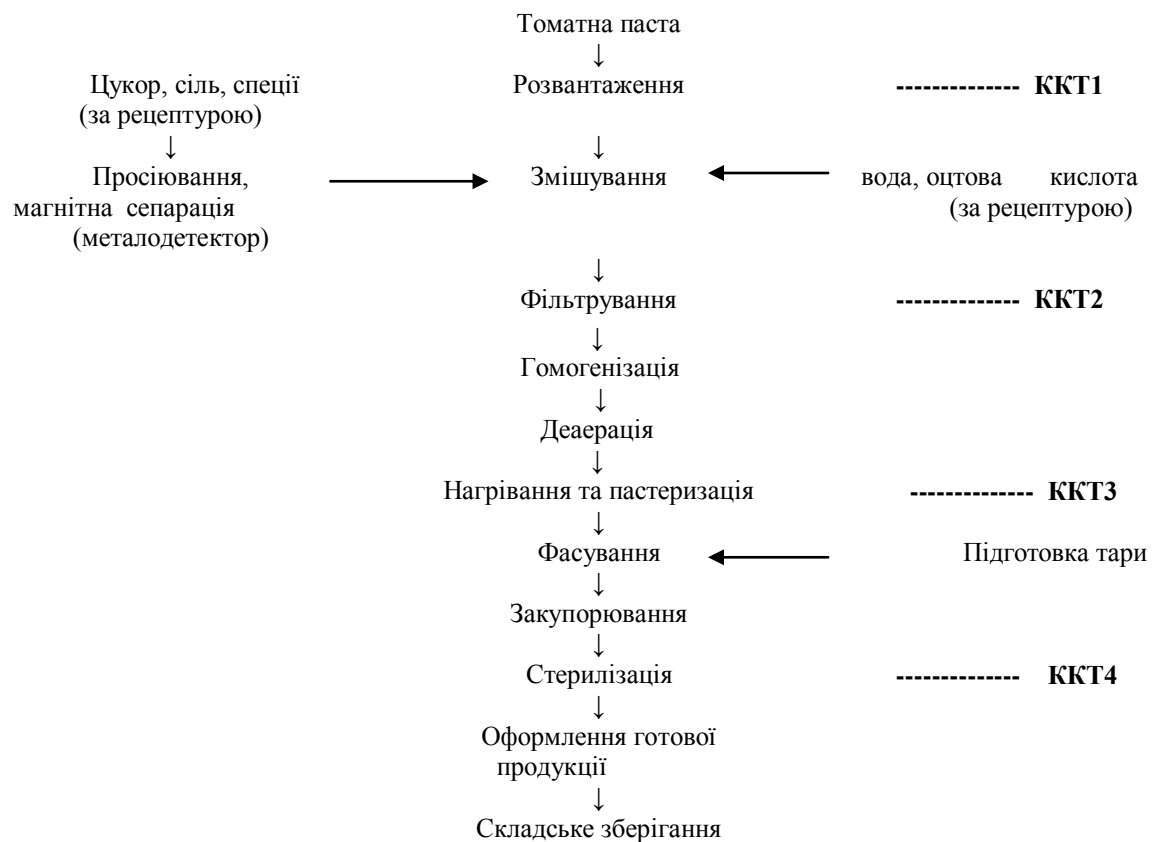 Томатна паста
↓
Цукор, сіль, спеції
(за рецептурою)
↓
Розвантаження
-------------- ККТ1
↓
Просіювання,
магнітна сепарація
(металодетектор)
Змішування
вода, оцтова кислота
(за рецептурою)
↓
Фільтрування
-------------- ККТ2
↓
Гомогенізація
↓
Деаерація
↓
Нагрівання та пастеризація
-------------- ККТ3
↓
Фасування
Підготовка тари
↓
Закупорювання
↓
Стерилізація
-------------- ККТ4
↓
Оформлення готової
продукції
↓
Складське зберігання